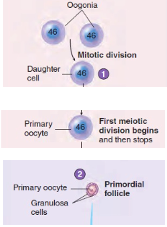 Oogonia
46
46
Mitotic division
Daughter
cell
46
1
Primary
oocyte
46
First meiotic
division begins
and then stops
2
Primary oocyte
Primordial
follicle
Granulosa
cells